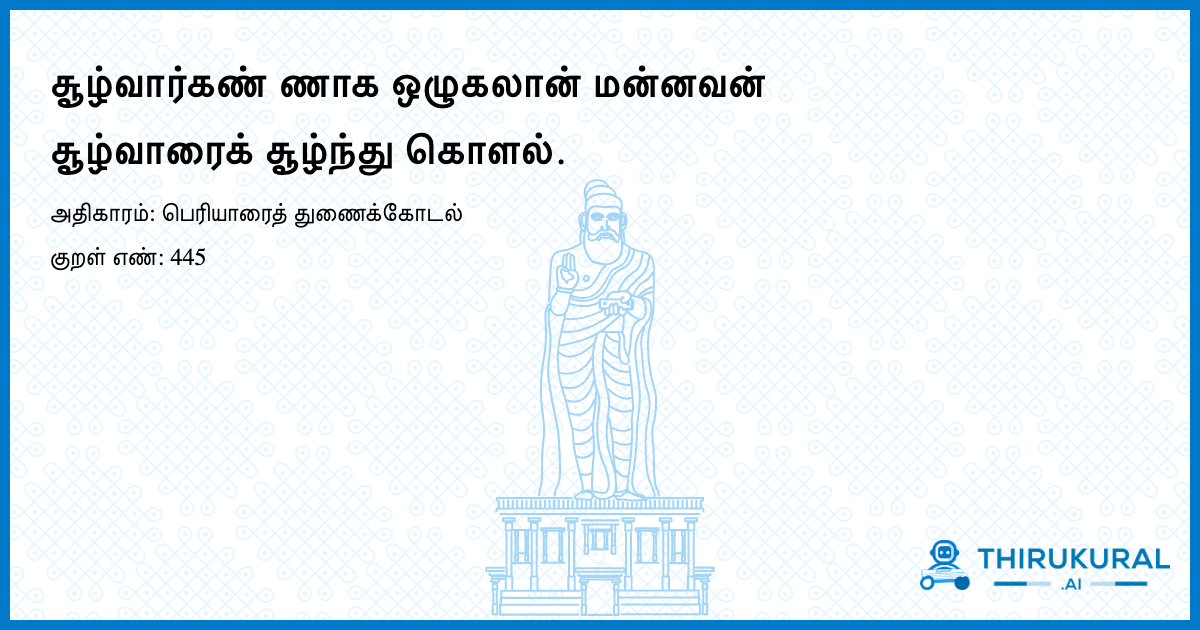 சூழ்வார்கண் ணாக ஒழுகலான் மன்னவன்
சூழ்வாரைக் சூழ்ந்து கொளல்.
அதிகாரம்: பெரியாரைத் துணைக்கோடல்
குறள் எண்: 445
THIRUKURAL
.AI